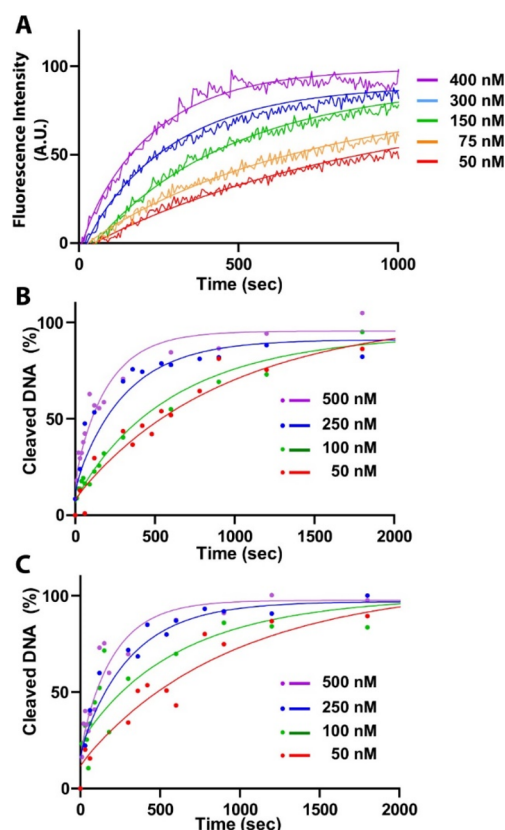 A
Fluorescence Intensity
(A.U.)
100
50
0
0
500
1000
Time (sec)
400 nM
300 nM
150 nM
75 nM
50 nM
B
Cleaved DNA (%)
100
50
0
0
500
1000
1500
2000
Time (sec)
500 nM
250 nM
100 nM
50 nM
C
Cleaved DNA (%)
100
50
0
0
500
1000
1500
2000
Time (sec)
500 nM
250 nM
100 nM
50 nM